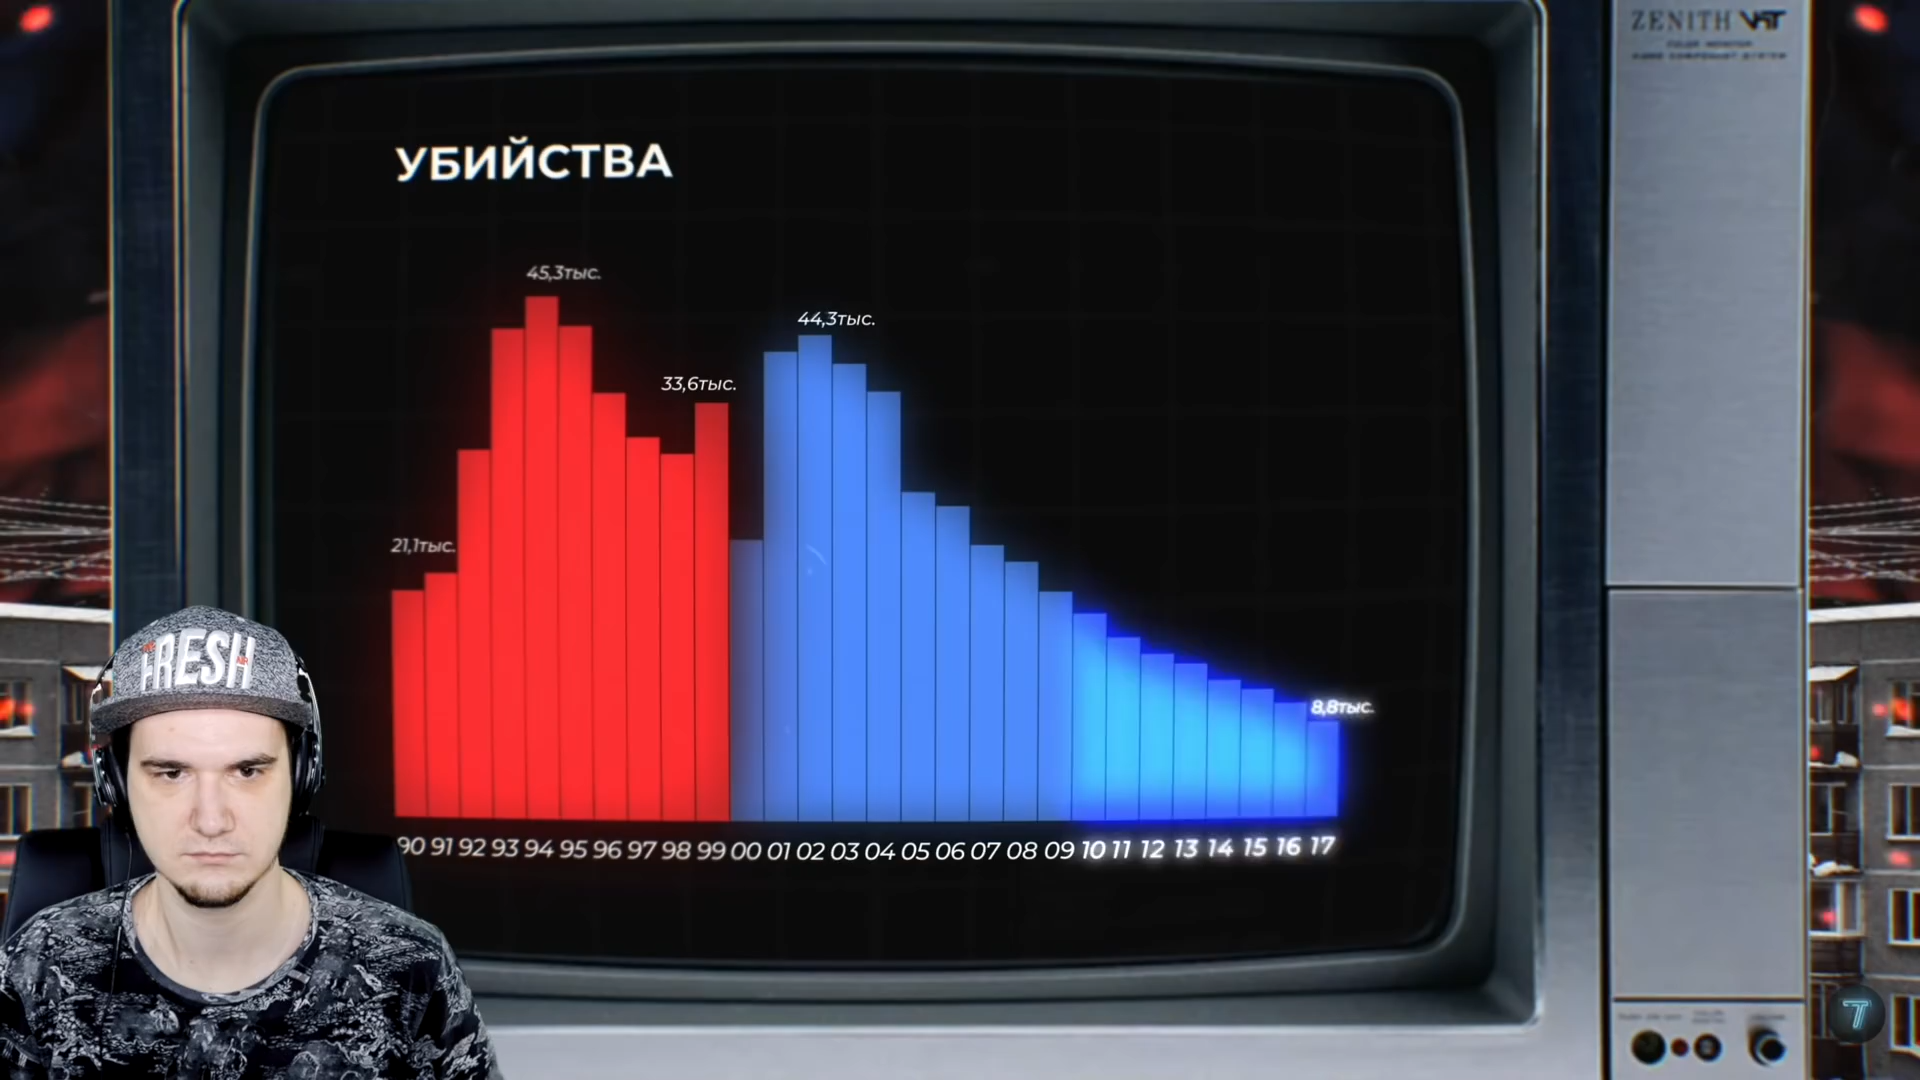 ZENITH
УБИЙСТВА
45,3тыс.
44,3тыс.
33,6тыс.
21,1тыс.
8,8тыс.
90 91 92 93 94 95 96 97 98 99 00 01 02 03 04 05 06 07 08 09 10 11 12 13 14 15 16 17
FRESH
AIR
T